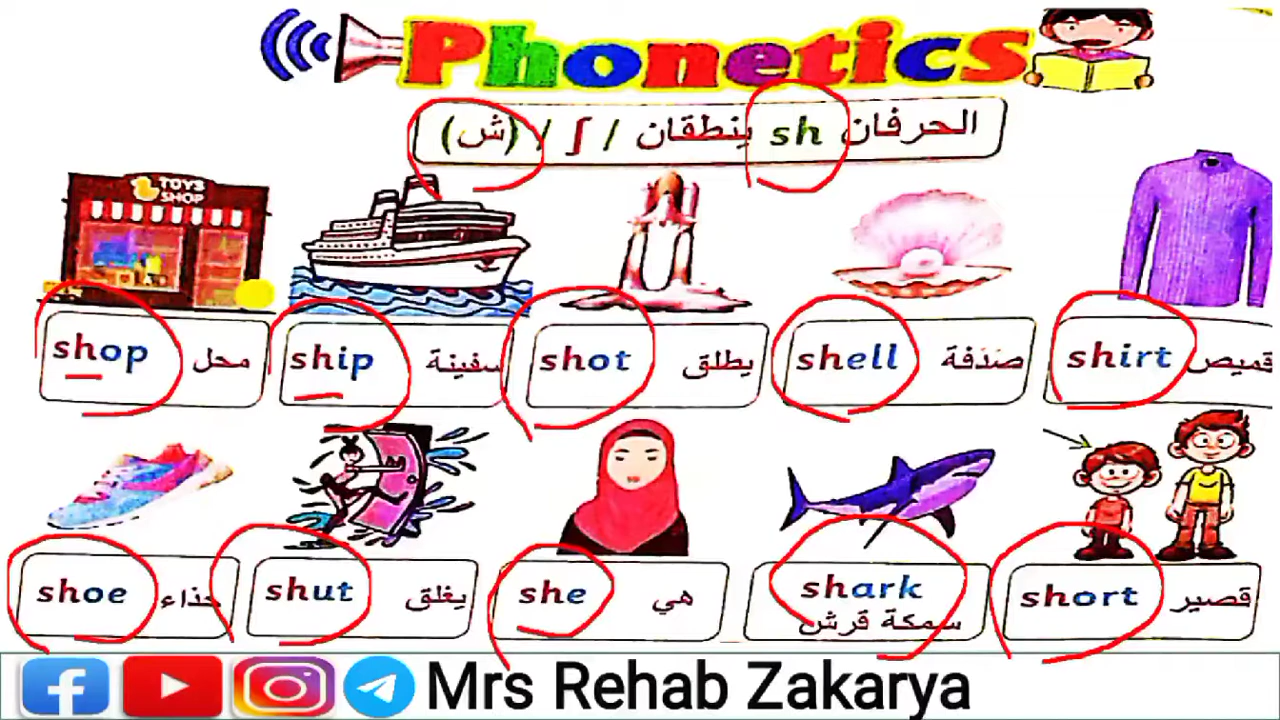 Phonetics
الحرفان sh ينطقان / ʃ / (ش)
TOYS
SHOP
shop محل
ship سفينة
shot يطلق
shell صَدَفة
shirt قميص
shoe حذاء
shut يغلق
she هي
shark
سمكة قرش
short قصير
Mrs Rehab Zakarya